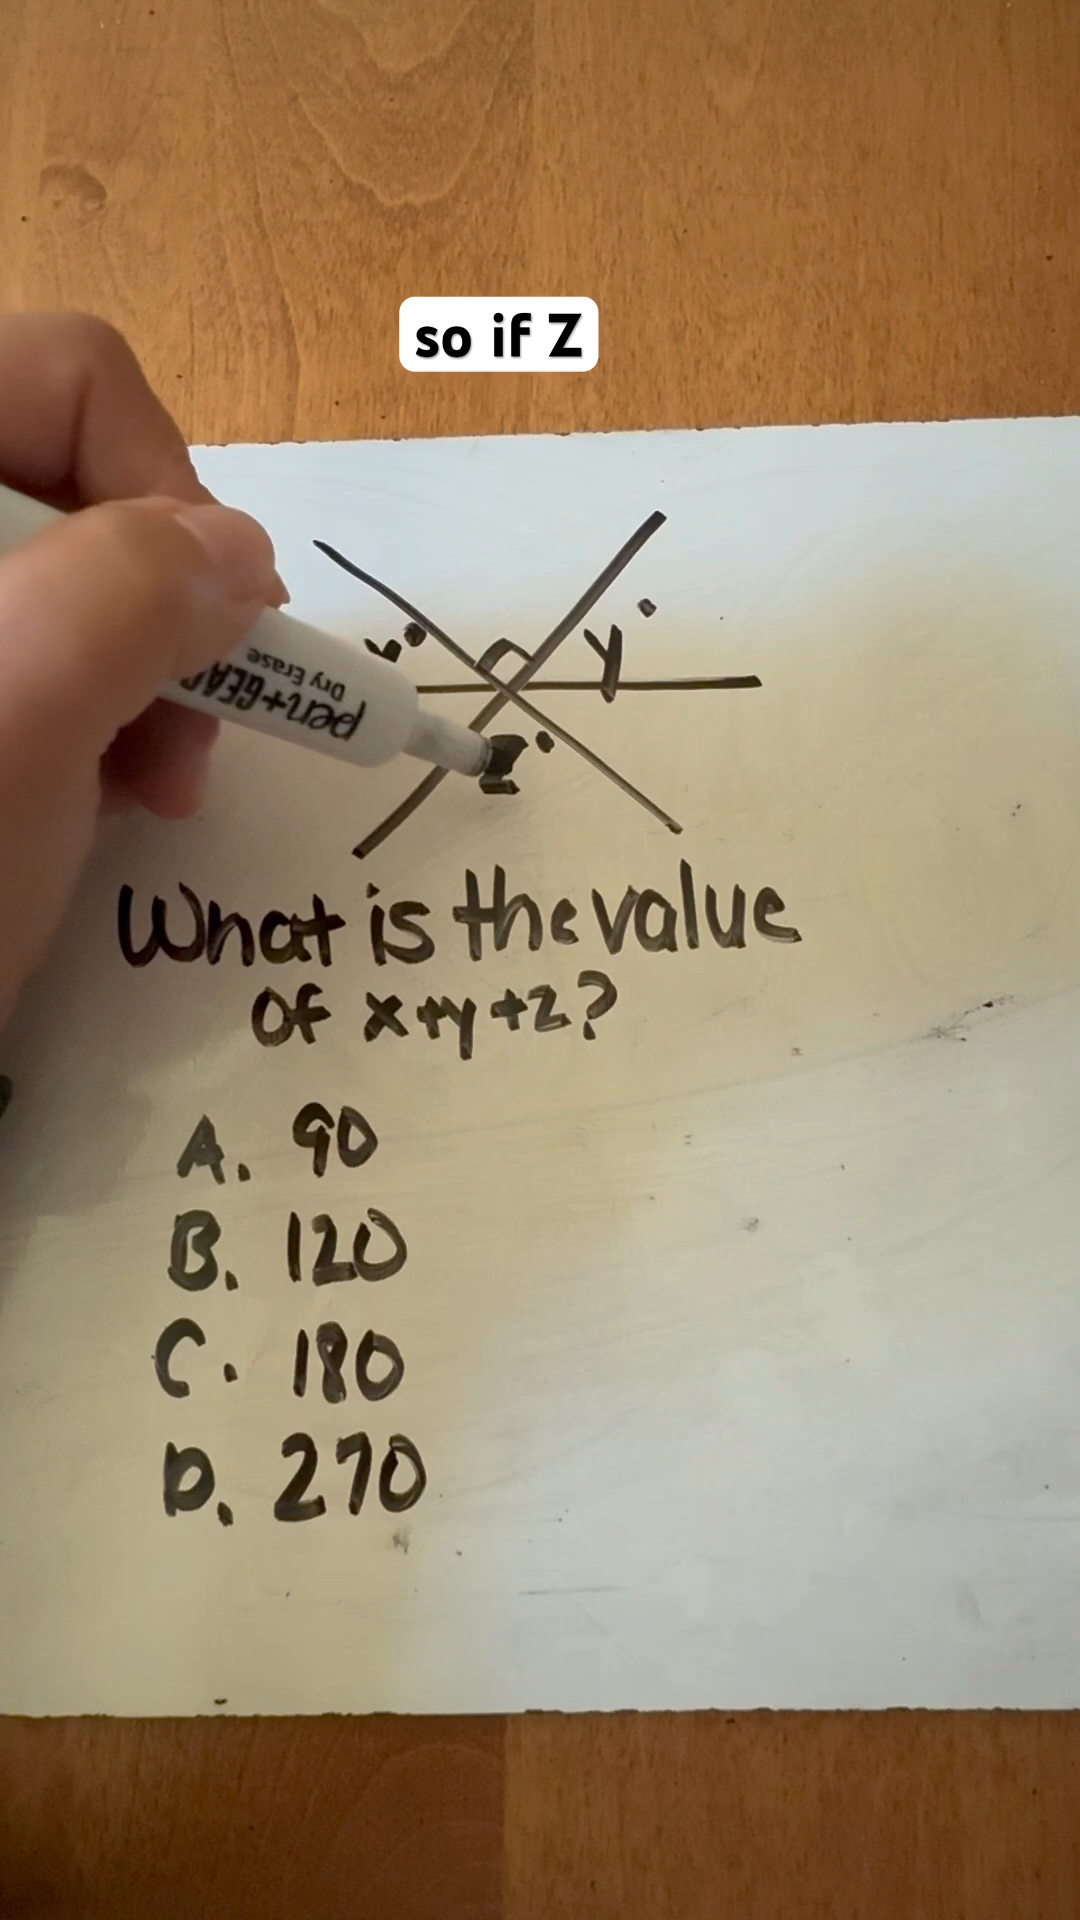 so if Z
y°
pen+GEAR
Dry Erase
z°
What is the value
of x+y+z?
A. 90
B. 120
C. 180
D. 270